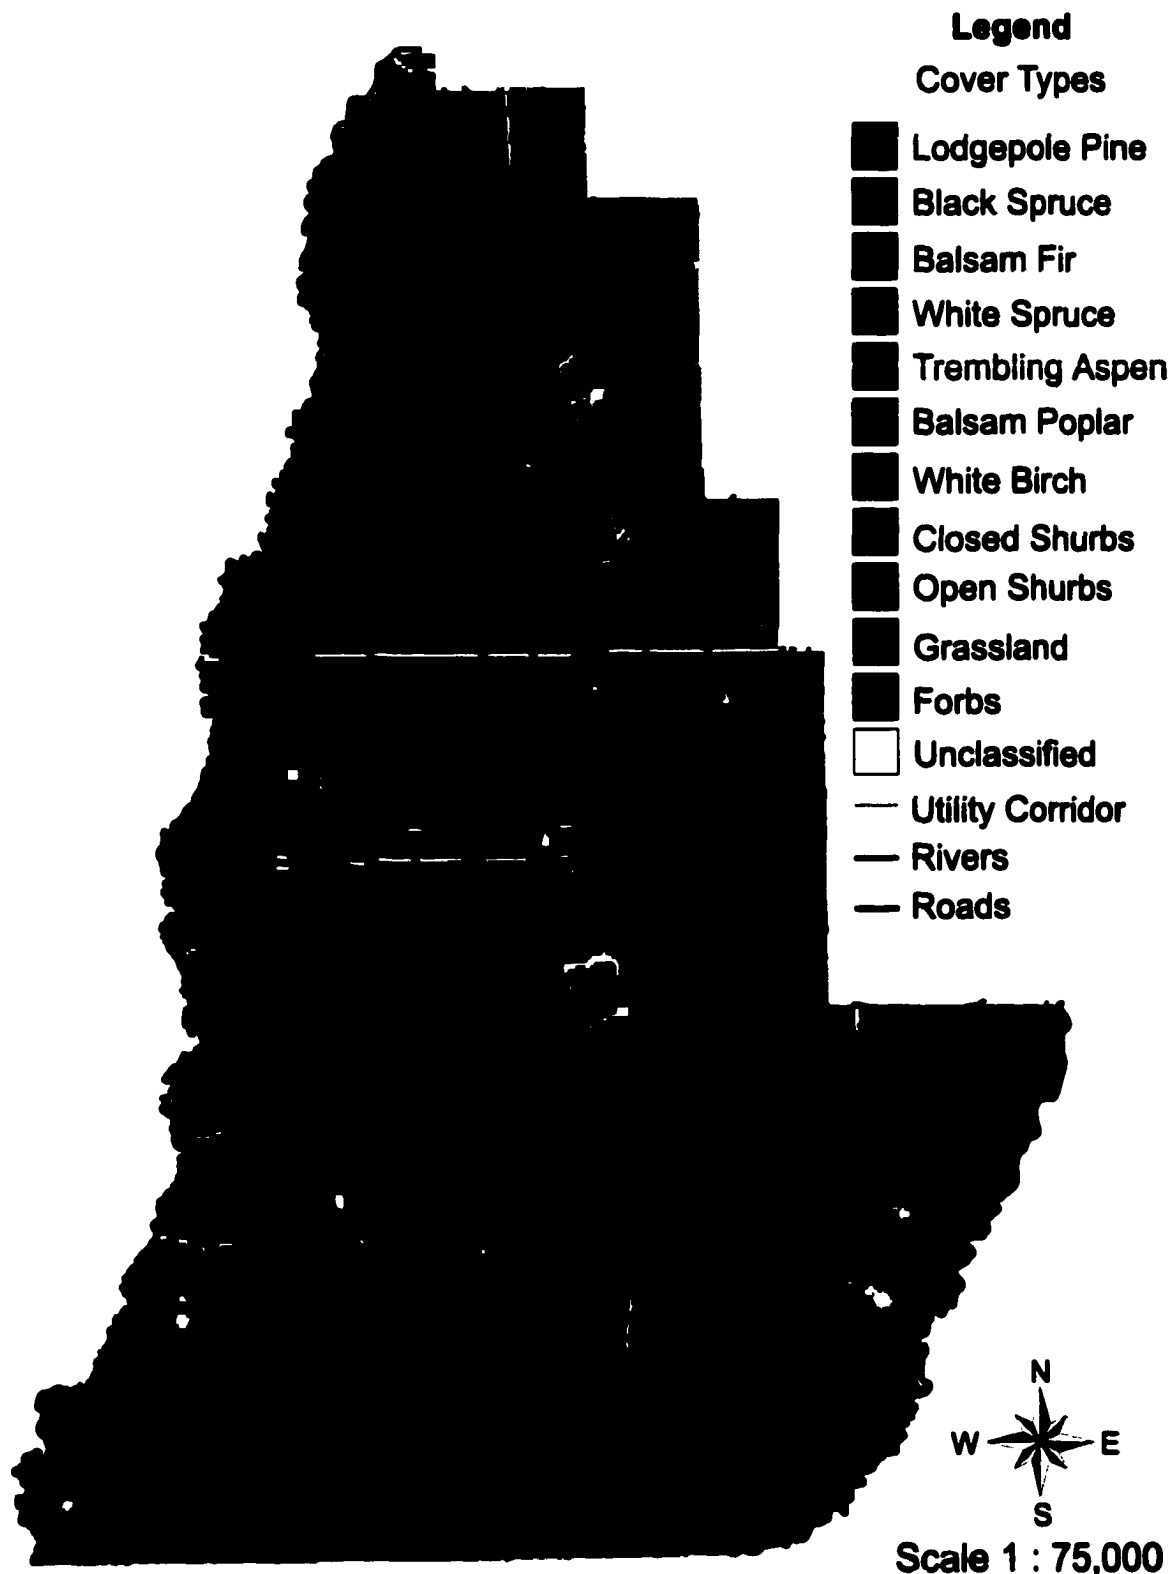 Legend
Cover Types
Lodgepole Pine
Black Spruce
Balsam Fir
White Spruce
Trembling Aspen
Balsam Poplar
White Birch
Closed Shurbs
Open Shurbs
Grassland
Forbs
Unclassified
Utility Corridor
Rivers
Roads
N
W E
S
Scale 1 : 75,000